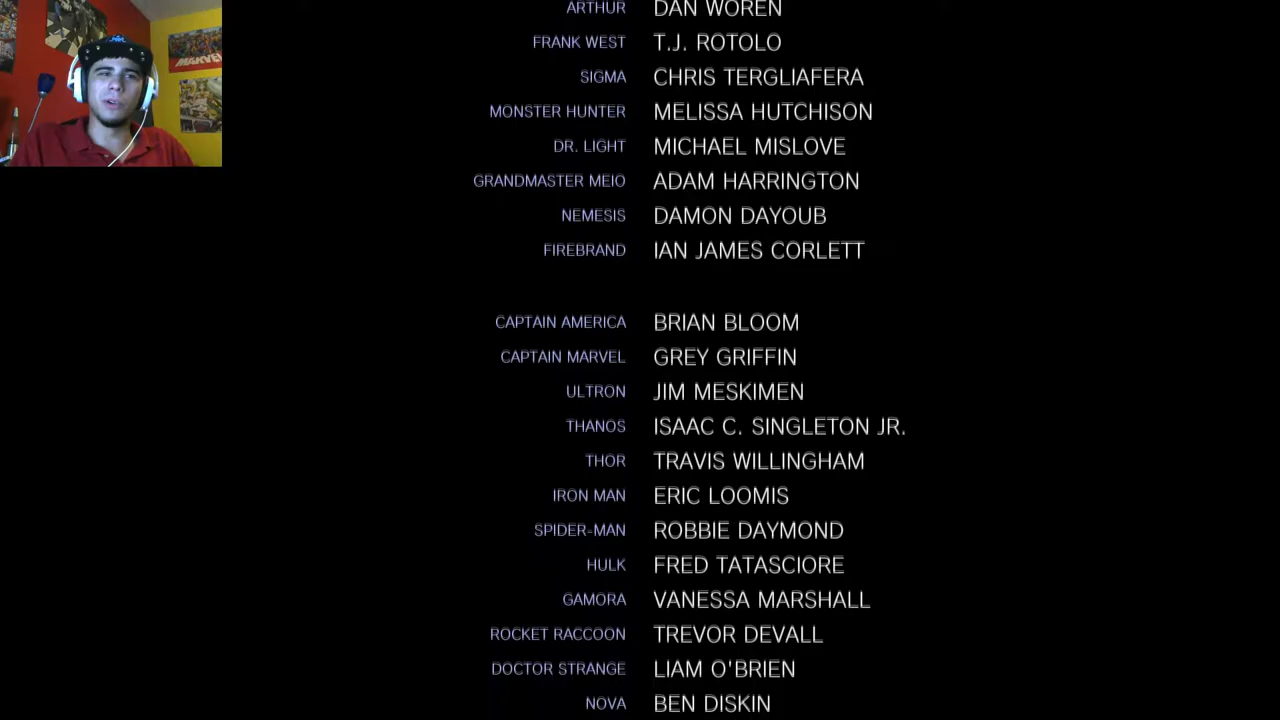 MARVEL
ARTHUR DAN WOREN
FRANK WEST T.J. ROTOLO
SIGMA CHRIS TERGLIAFERA
MONSTER HUNTER MELISSA HUTCHISON
DR. LIGHT MICHAEL MISLOVE
GRANDMASTER MEIO ADAM HARRINGTON
NEMESIS DAMON DAYOUB
FIREBRAND IAN JAMES CORLETT
CAPTAIN AMERICA BRIAN BLOOM
CAPTAIN MARVEL GREY GRIFFIN
ULTRON JIM MESKIMEN
THANOS ISAAC C. SINGLETON JR.
THOR TRAVIS WILLINGHAM
IRON MAN ERIC LOOMIS
SPIDER-MAN ROBBIE DAYMOND
HULK FRED TATASCIORE
GAMORA VANESSA MARSHALL
ROCKET RACCOON TREVOR DEVALL
DOCTOR STRANGE LIAM O'BRIEN
NOVA BEN DISKIN